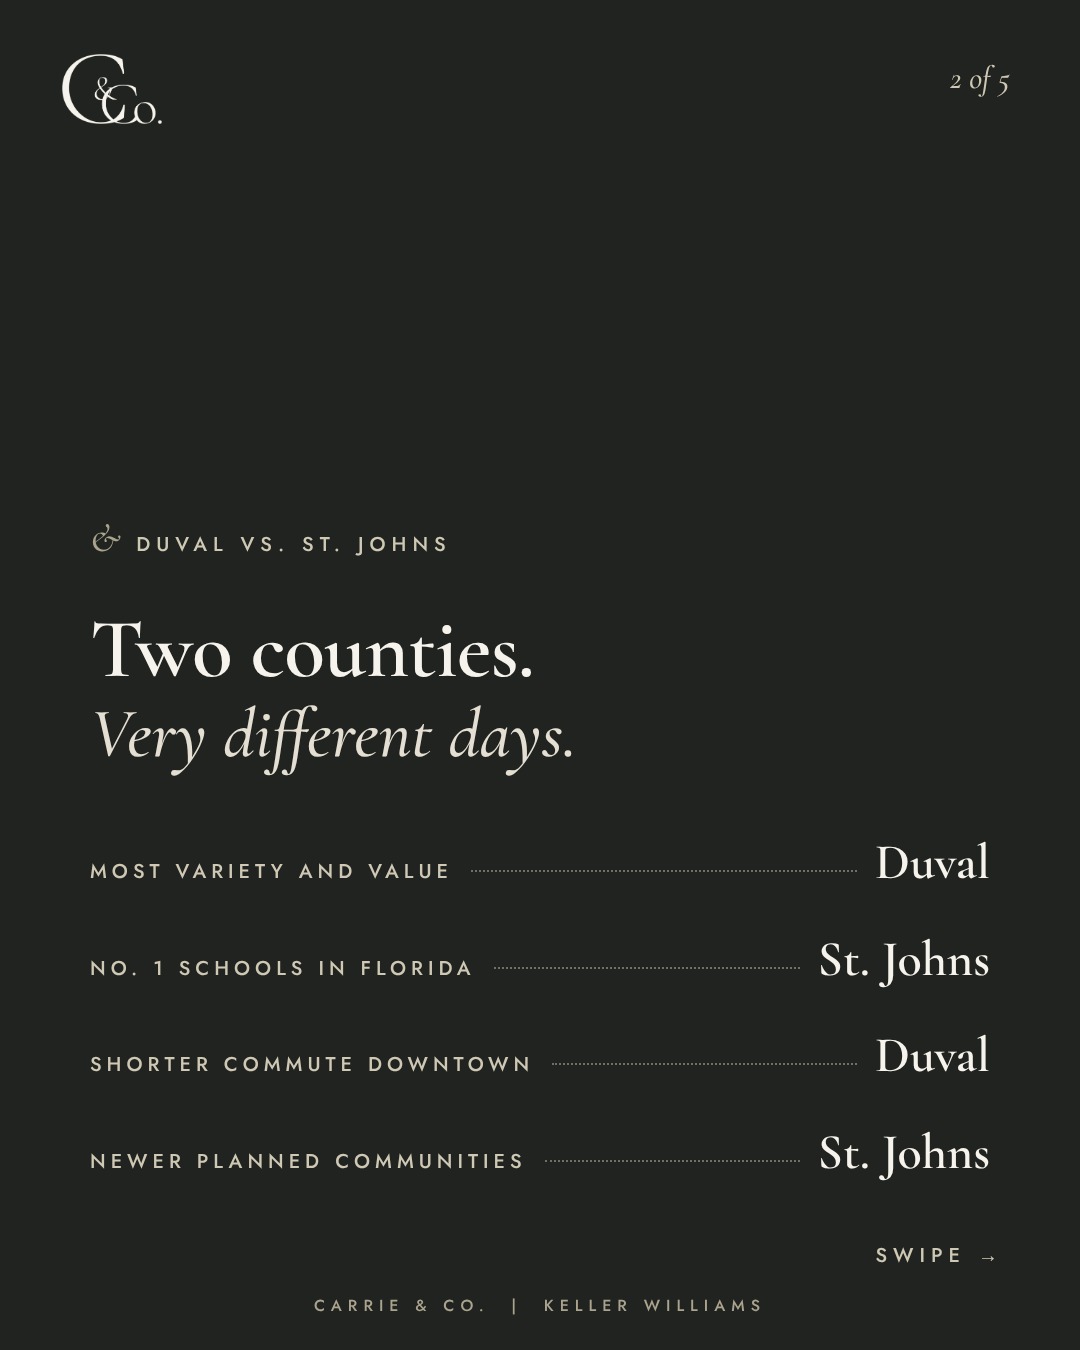 C&Co.
2 of 5
& DUVAL VS. ST. JOHNS
Two counties.
Very different days.
MOST VARIETY AND VALUE Duval
NO. 1 SCHOOLS IN FLORIDA St. Johns
SHORTER COMMUTE DOWNTOWN Duval
NEWER PLANNED COMMUNITIES St. Johns
SWIPE →
CARRIE & CO. | KELLER WILLIAMS